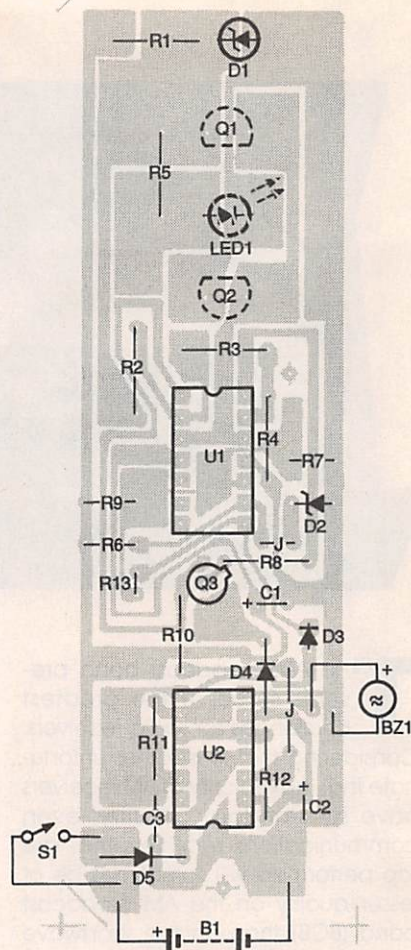 R1
D1
Q1
R5
LED1
Q2
R3
R2
U1
R4
R7
R9
D2
R6
J
R8
R13
Q3
+ C1
R10
D3
D4
+
BZ1
J
R11
U2
R12
+
C2
C3
S1
D5
+ B1